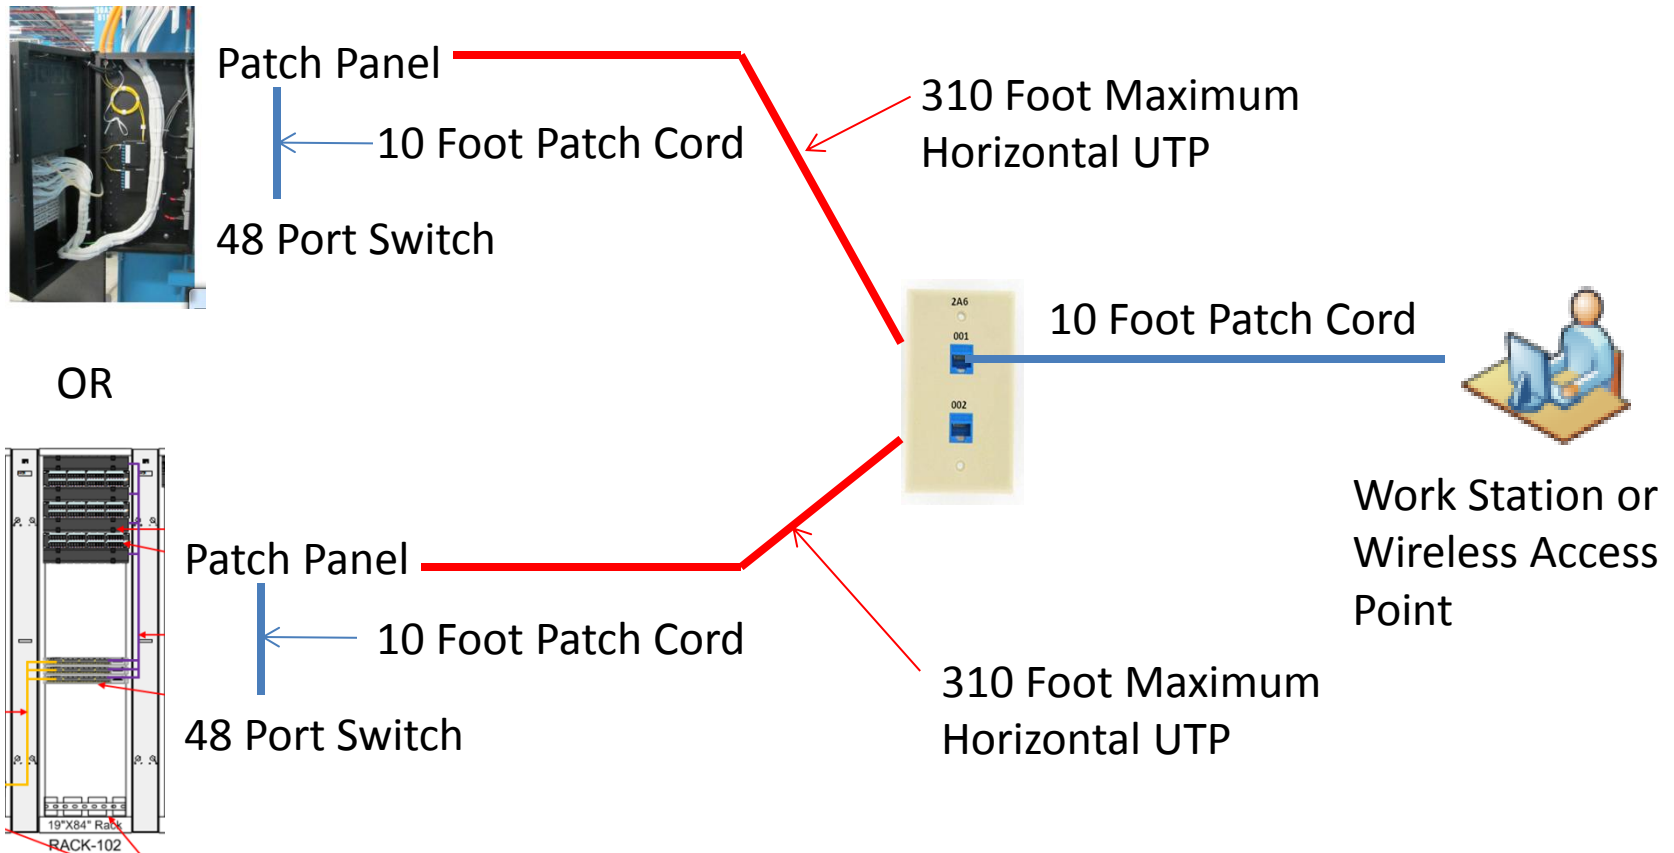 Patch Panel
10 Foot Patch Cord
48 Port Switch
310 Foot Maximum
Horizontal UTP
2A6
001
002
10 Foot Patch Cord
OR
Work Station or
Wireless Access
Point
Patch Panel
10 Foot Patch Cord
48 Port Switch
310 Foot Maximum
Horizontal UTP
19"X84" Rack
RACK-102